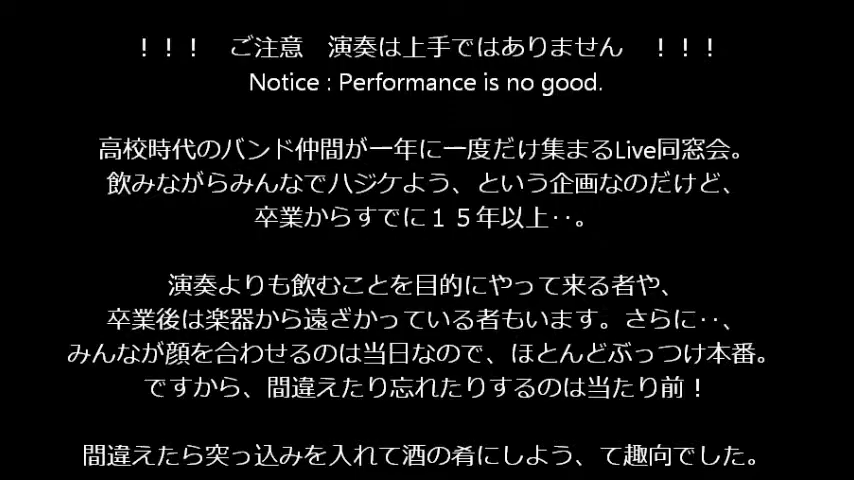 ！！！　ご注意　演奏は上手ではありません　！！！
Notice : Performance is no good.
高校時代のバンド仲間が一年に一度だけ集まるLive同窓会。
飲みながらみんなでハジケよう、という企画なのだけど、
卒業からすでに１５年以上‥。
演奏よりも飲むことを目的にやって来る者や、
卒業後は楽器から遠ざかっている者もいます。さらに‥、
みんなが顔を合わせるのは当日なので、ほとんどぶっつけ本番。
ですから、間違えたり忘れたりするのは当たり前！
間違えたら突っ込みを入れて酒の肴にしよう、て趣向でした。